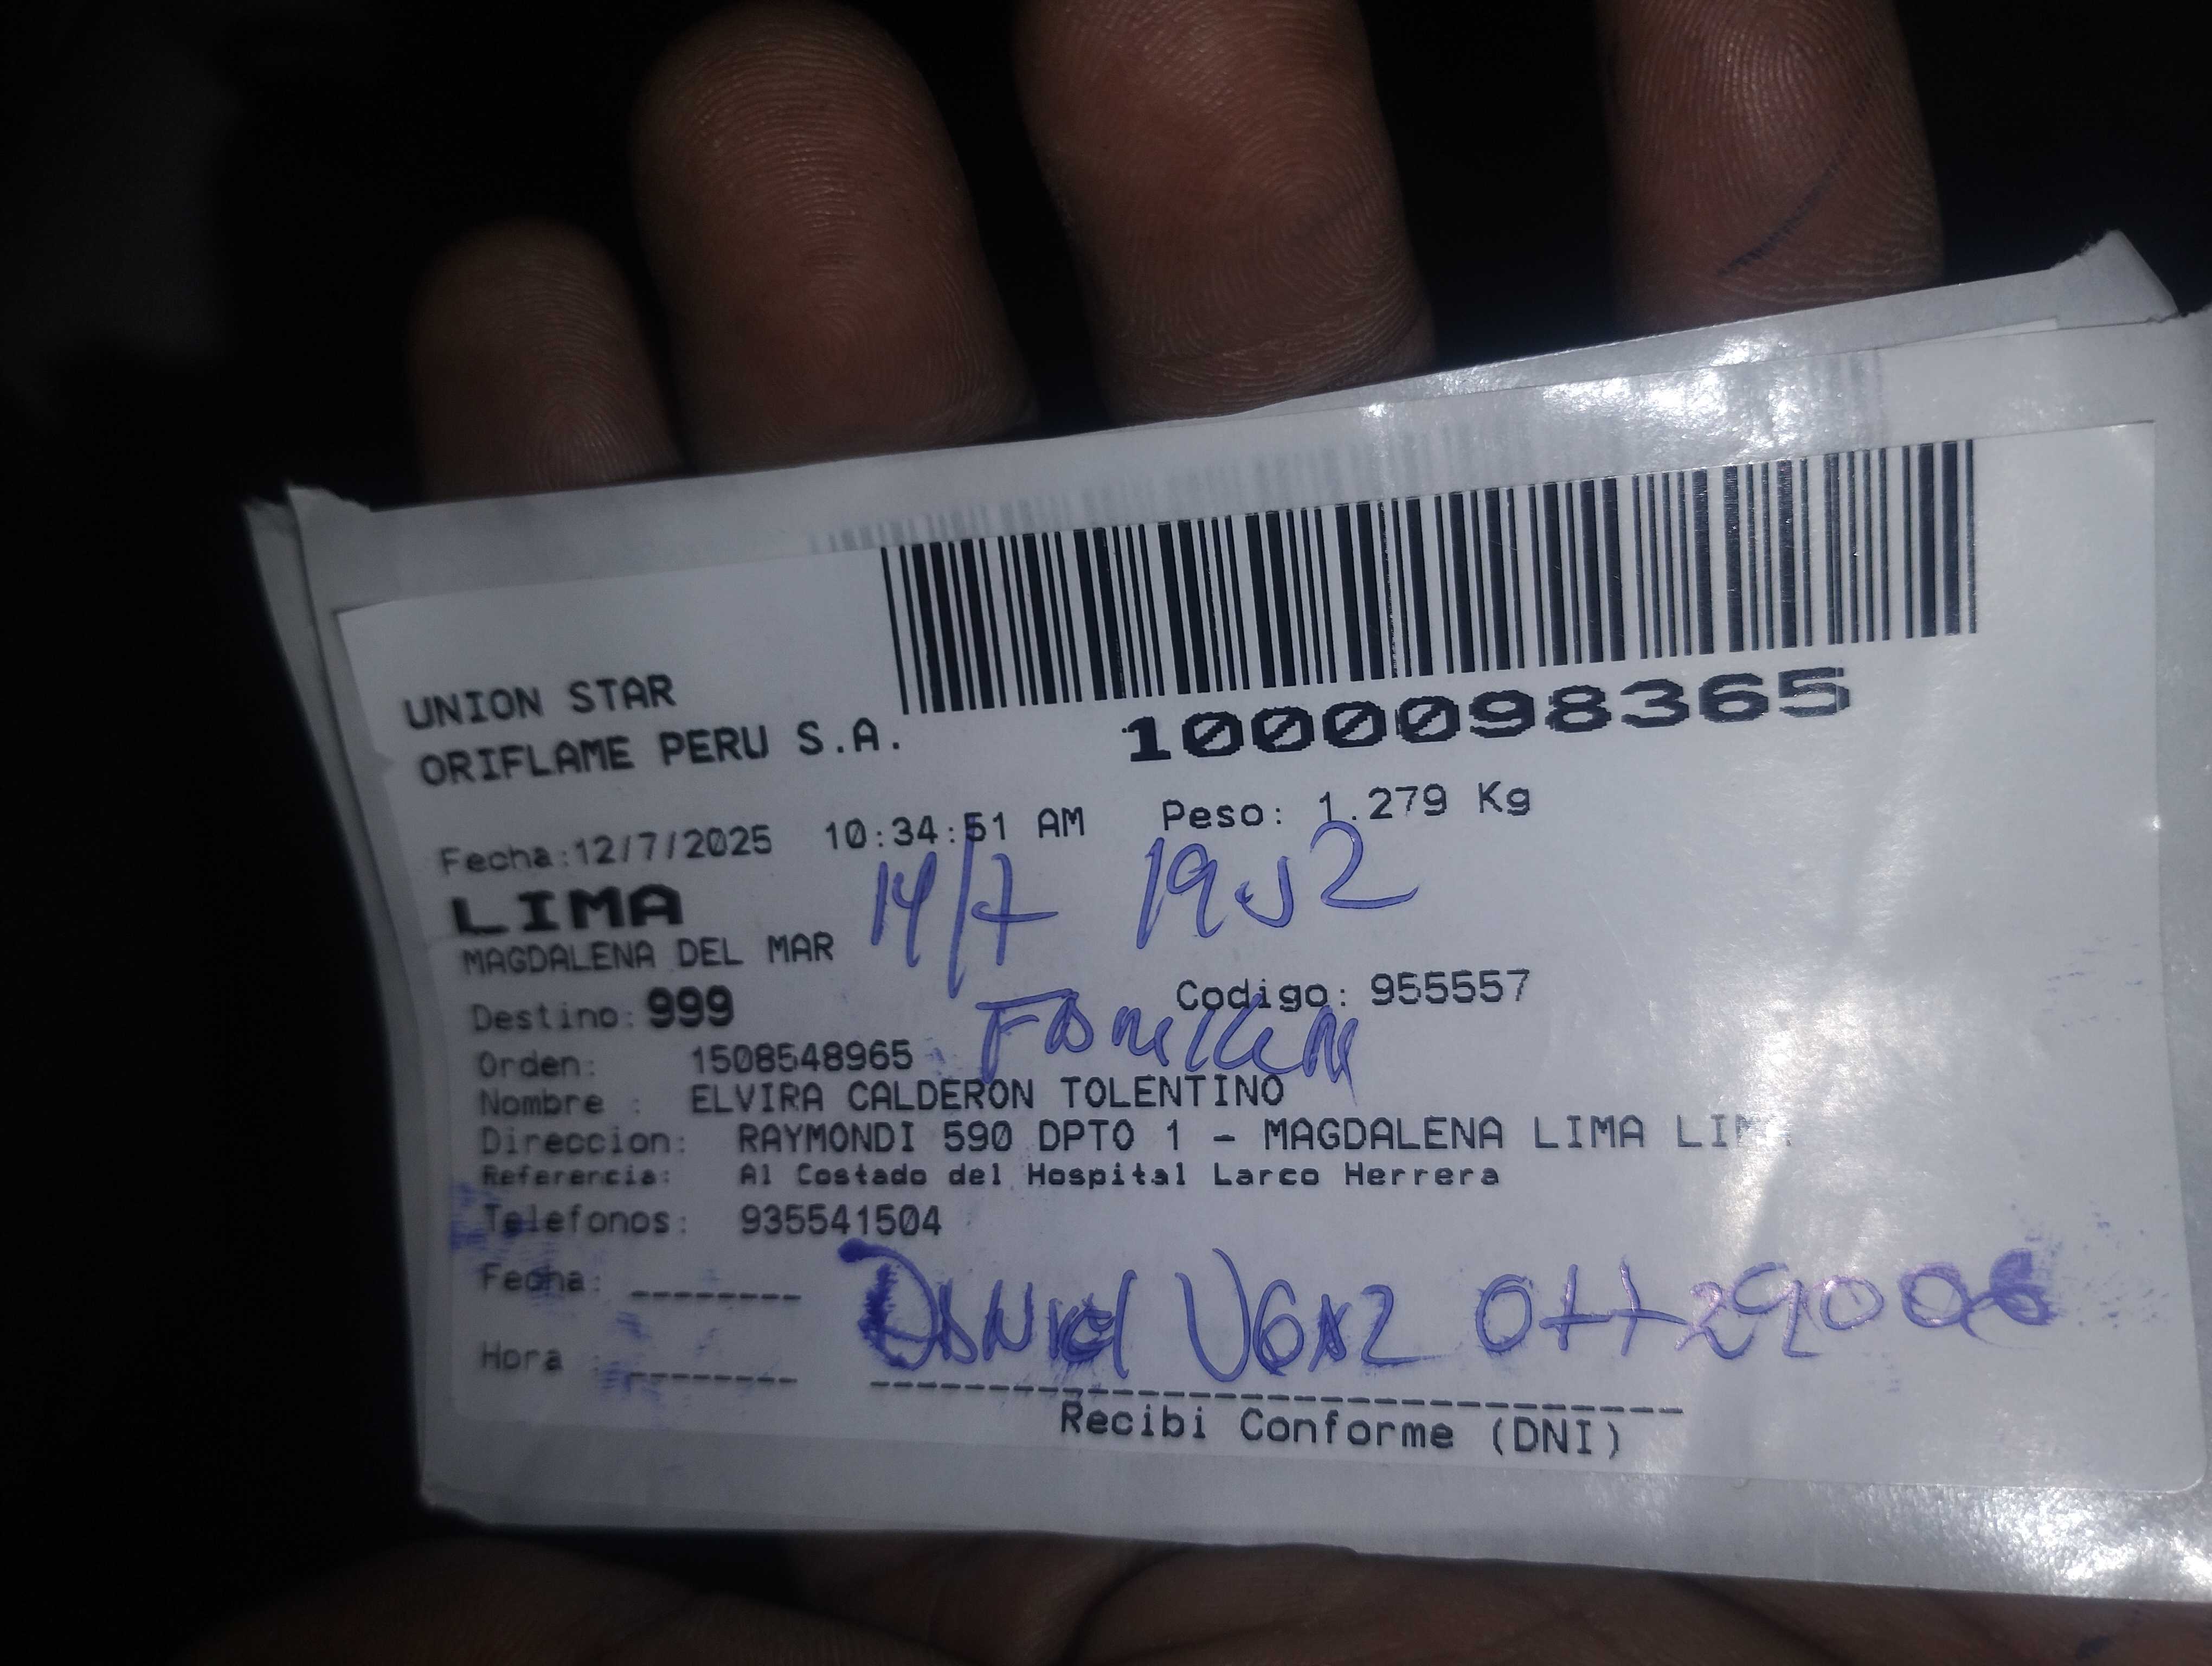 UNION STAR
ORIFLAME PERU S.A.
1000098365
Fecha:12/7/2025 10:34:51 AM Peso: 1.279 Kg
LIMA 14/7 19:52
MAGDALENA DEL MAR
Destino: 999 Codigo: 955557
Orden: 1508548965
Nombre : ELVIRA CALDERON TOLENTINO
Direccion: RAYMONDI 590 DPTO 1 - MAGDALENA LIMA LIMA
Referencia: Al Costado del Hospital Larco Herrera
Telefonos: 935541504
Fecha: --------
Daniel
Hora : --------
Recibi Conforme (DNI)